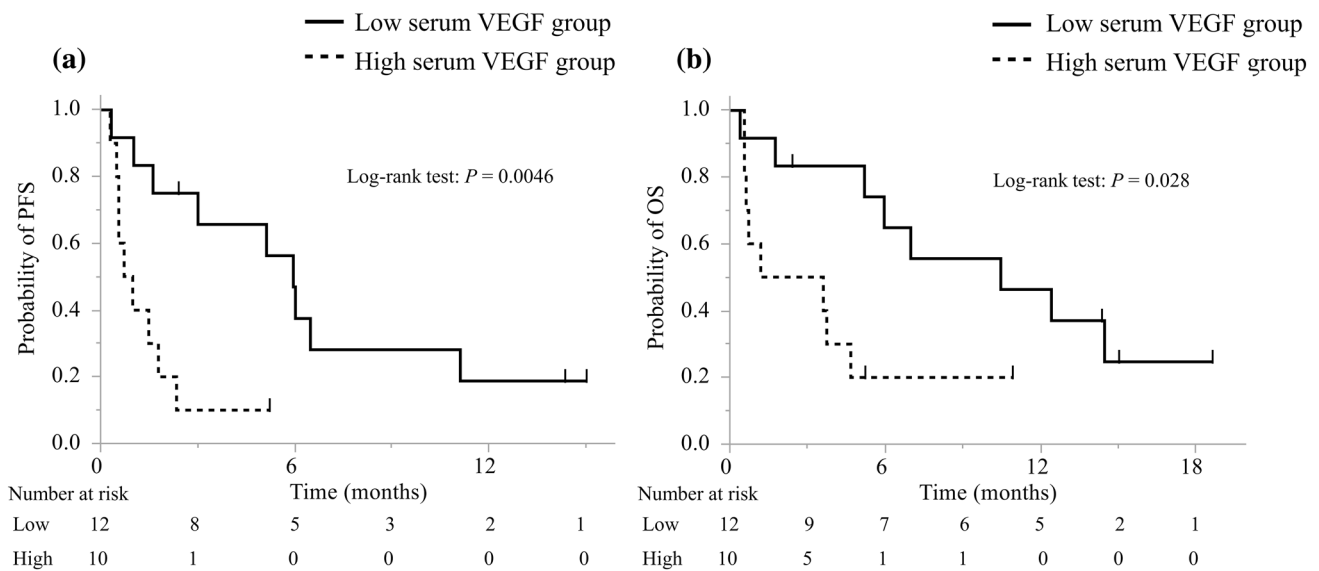 (a)
Low serum VEGF group
High serum VEGF group
Probability of PFS
1.0
0.8
0.6
0.4
0.2
0.0
Log-rank test: P = 0.0046
0 6 12
Time (months)
Number at risk
Low 12 8 5 3 2 1
High 10 1 0 0 0 0
(b)
Low serum VEGF group
High serum VEGF group
Probability of OS
1.0
0.8
0.6
0.4
0.2
0.0
Log-rank test: P = 0.028
0 6 12 18
Time (months)
Number at risk
Low 12 9 7 6 5 2 1
High 10 5 1 1 0 0 0